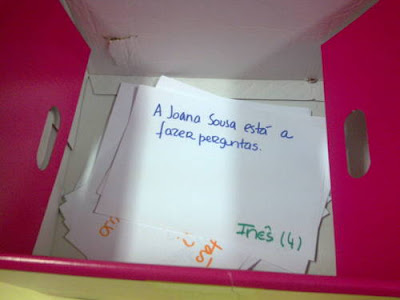 A Joana Sousa está a
fazer perguntas.
Inês (4)